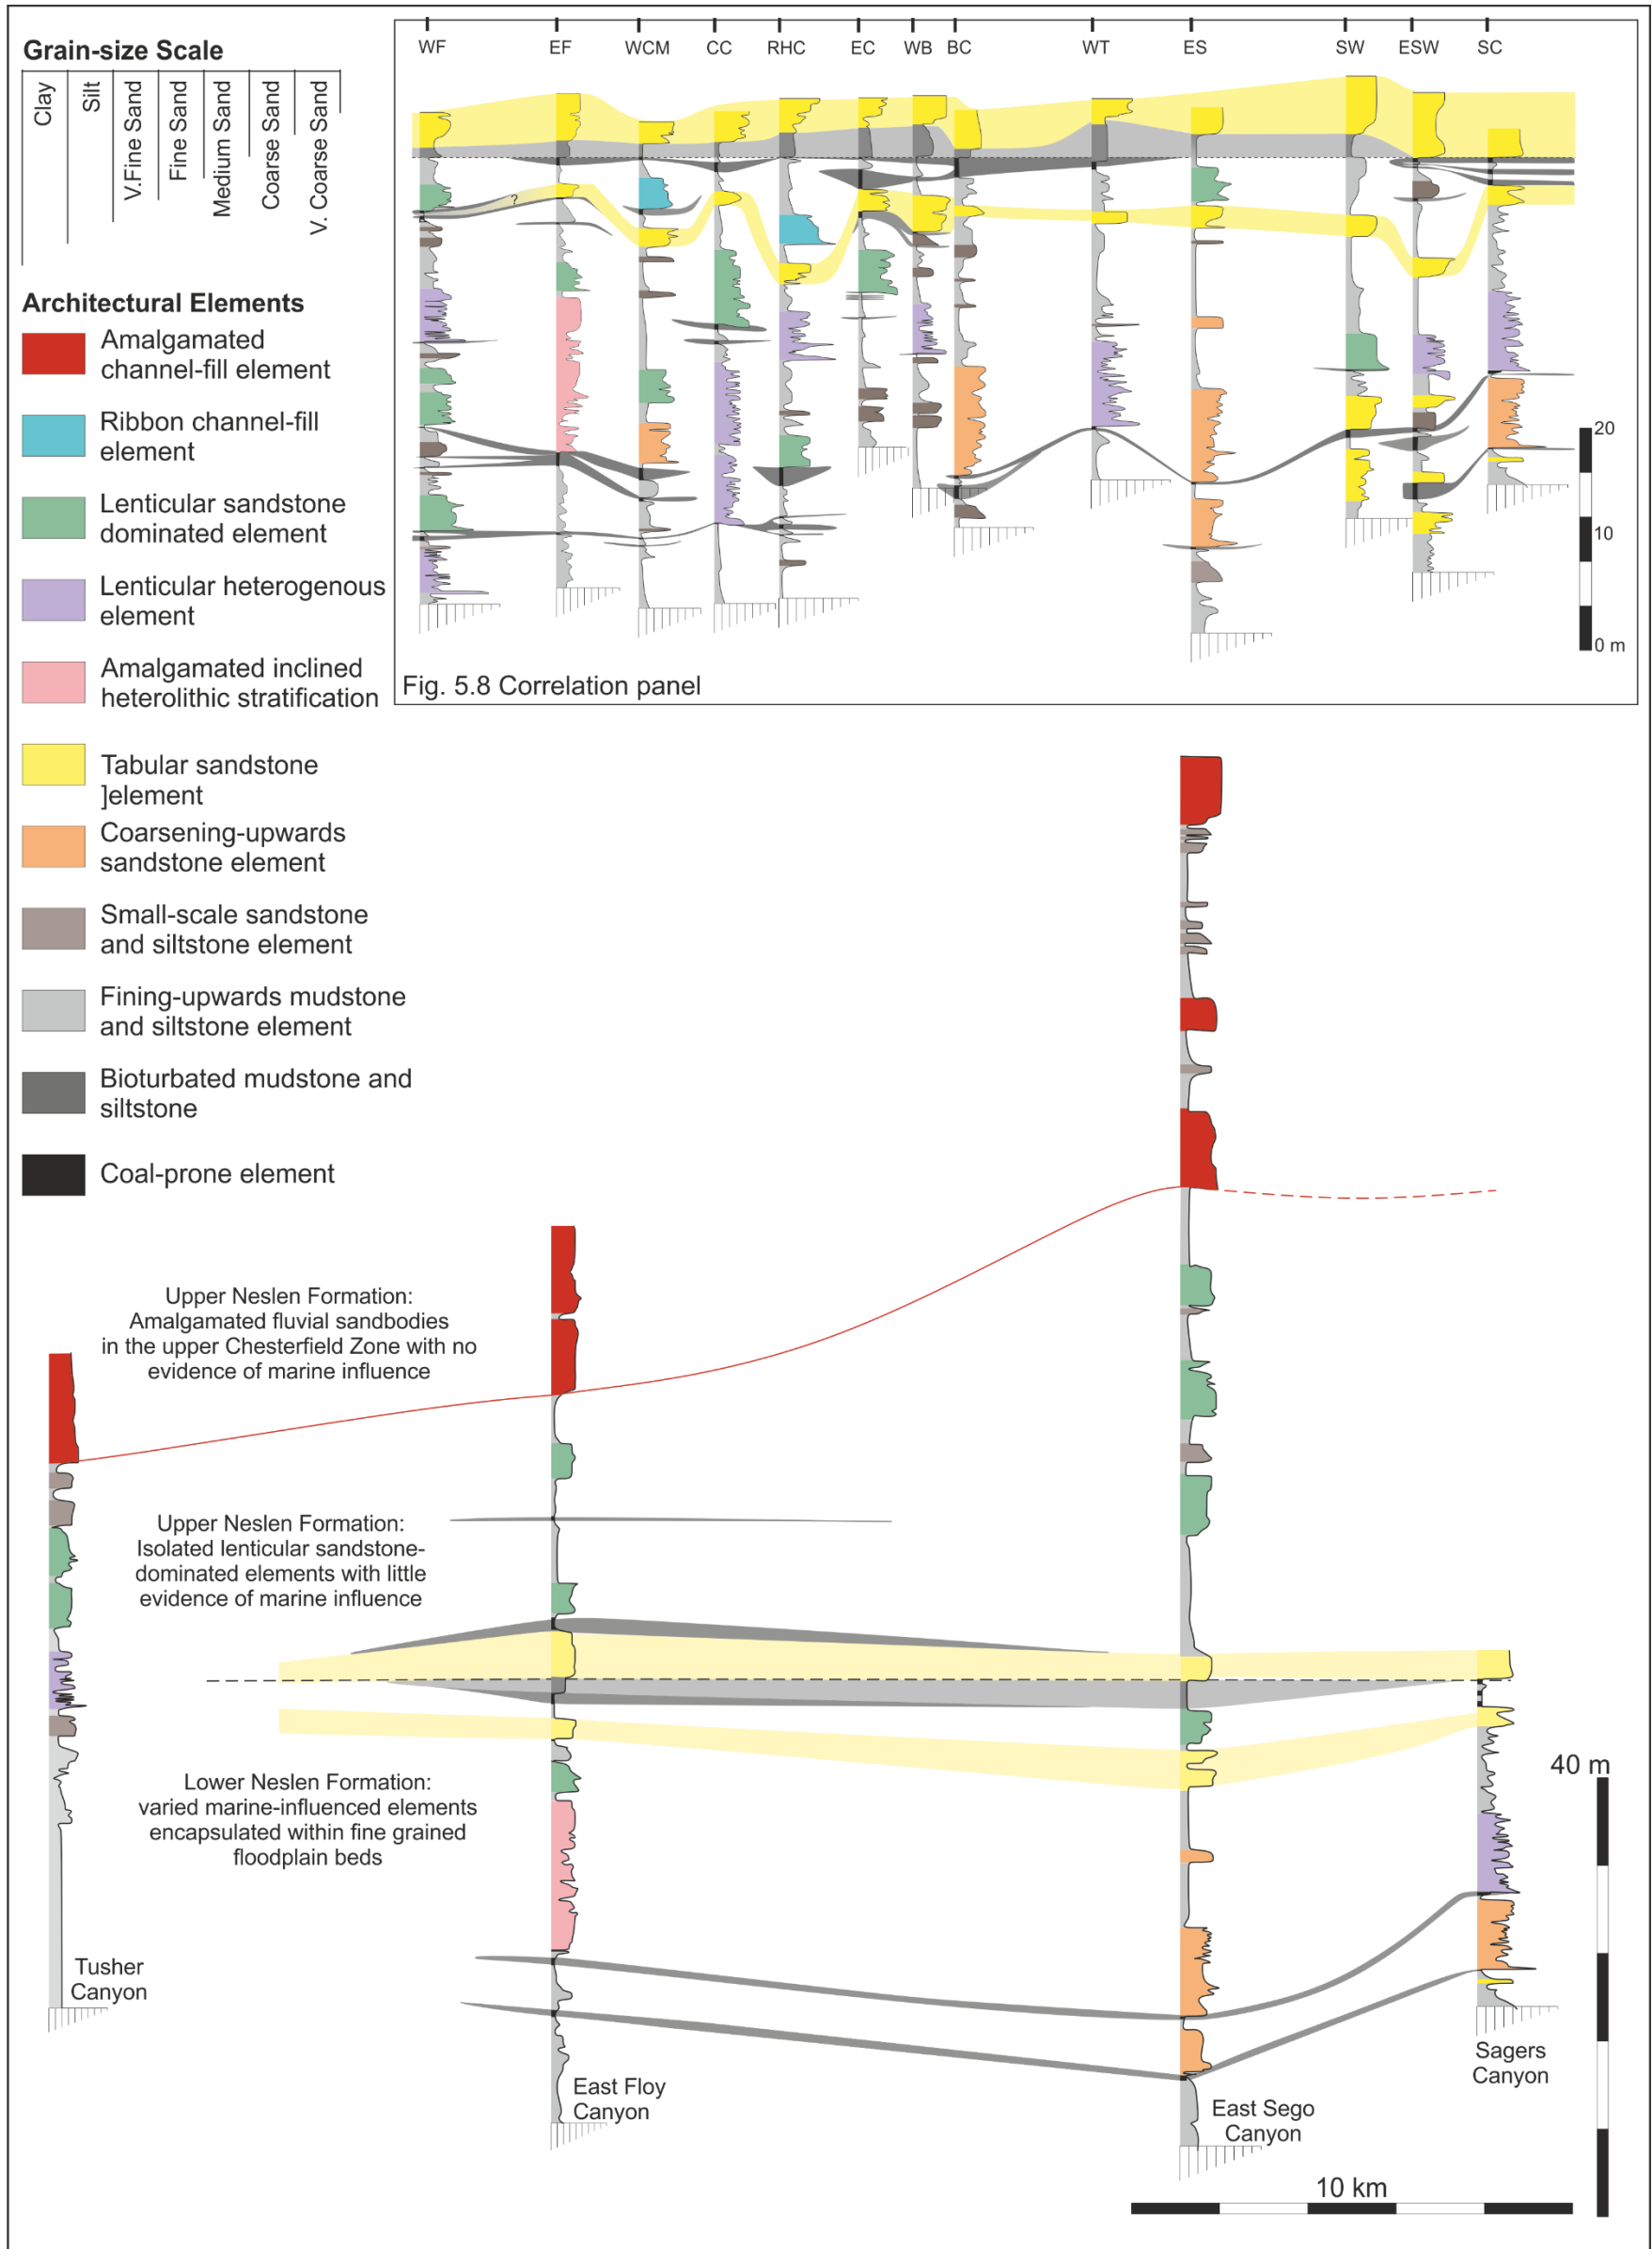 Grain-size Scale
Clay
Silt
V.Fine Sand
Fine Sand
Medium Sand
Coarse Sand
V. Coarse Sand
Architectural Elements
Amalgamated
channel-fill element
Ribbon channel-fill
element
Lenticular sandstone
dominated element
Lenticular heterogenous
element
Amalgamated inclined
heterolithic stratification
Tabular sandstone
]element
Coarsening-upwards
sandstone element
Small-scale sandstone
and siltstone element
Fining-upwards mudstone
and siltstone element
Bioturbated mudstone and
siltstone
Coal-prone element
WF EF WCM CC RHC EC WB BC WT ES SW ESW SC
?
20
10
0 m
Fig. 5.8 Correlation panel
Upper Neslen Formation:
Amalgamated fluvial sandbodies
in the upper Chesterfield Zone with no
evidence of marine influence
Upper Neslen Formation:
Isolated lenticular sandstone-
dominated elements with little
evidence of marine influence
Lower Neslen Formation:
varied marine-influenced elements
encapsulated within fine grained
floodplain beds
Tusher
Canyon
East Floy
Canyon
East Sego
Canyon
Sagers
Canyon
40 m
10 km